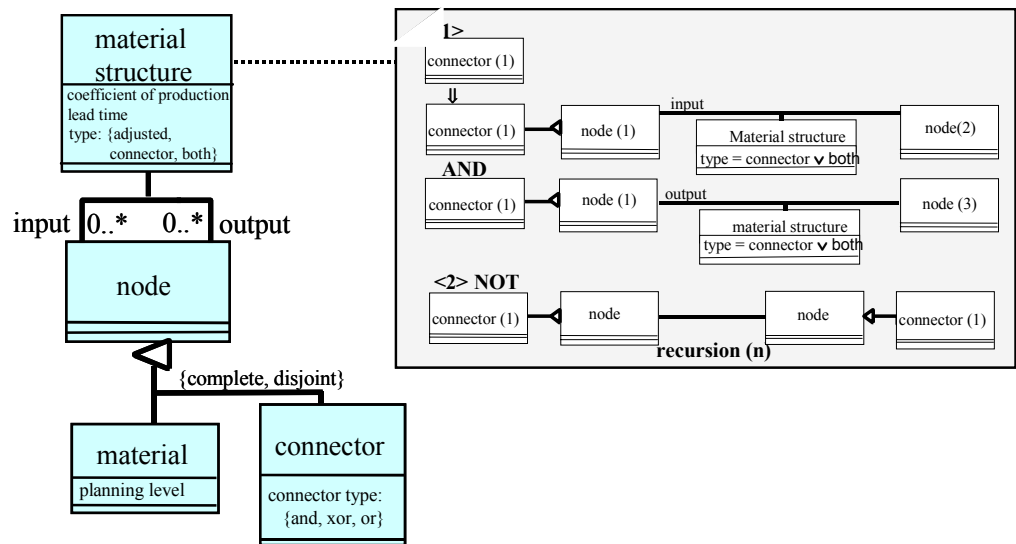 material
structure
coefficient of production
lead time
type: {adjusted,
connector, both}
input 0..* 0..* output
node
{complete, disjoint}
material
planning level
connector
connector type:
{and, xor, or}
1>
connector (1)
⇓
connector (1)
node (1)
input
Material structure
type = connector ∨ both
node(2)
AND
connector (1)
node (1)
output
material structure
type = connector ∨ both
node (3)
<2> NOT
connector (1)
node
node
connector (1)
recursion (n)